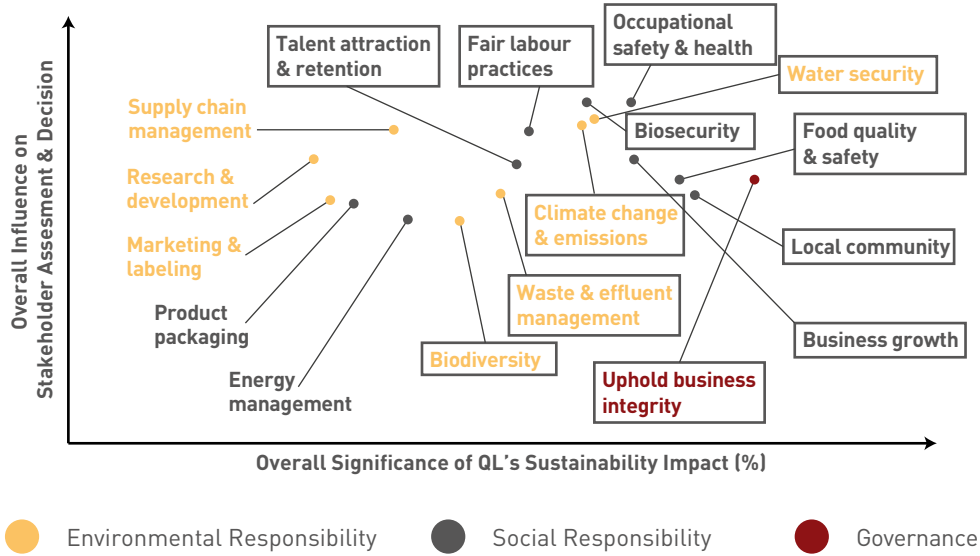 Overall Influence on
Stakeholder Assesment & Decision
Talent attraction
& retention
Fair labour
practices
Occupational
safety & health
Water security
Supply chain
management
Biosecurity
Food quality
& safety
Research &
development
Climate change
& emissions
Marketing &
labeling
Local community
Waste & effluent
management
Product
packaging
Business growth
Biodiversity
Energy
management
Uphold business
integrity
Overall Significance of QL's Sustainability Impact (%)
Environmental Responsibility
Social Responsibility
Governance